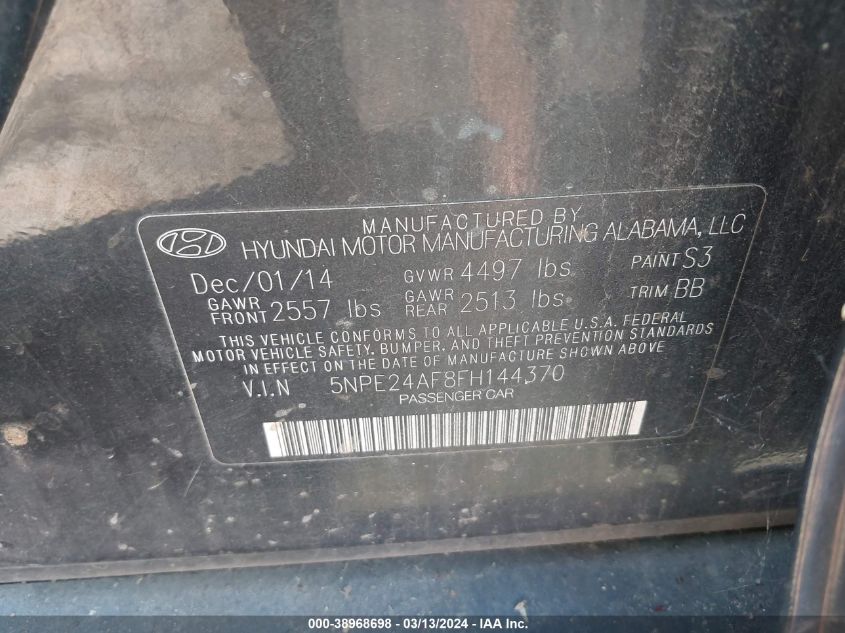 MANUFACTURED BY
HYUNDAI MOTOR MANUFACTURING ALABAMA, LLC
Dec/01/14 GVWR 4497 lbs PAINT S3
GAWR FRONT 2557 lbs GAWR REAR 2513 lbs TRIM BB
THIS VEHICLE CONFORMS TO ALL APPLICABLE U.S.A. FEDERAL
MOTOR VEHICLE SAFETY, BUMPER, AND THEFT PREVENTION STANDARDS
IN EFFECT ON THE DATE OF MANUFACTURE SHOWN ABOVE.
V.I.N 5NPE24AF8FH144370
PASSENGER CAR
000-38968698 - 03/13/2024 - IAA Inc.